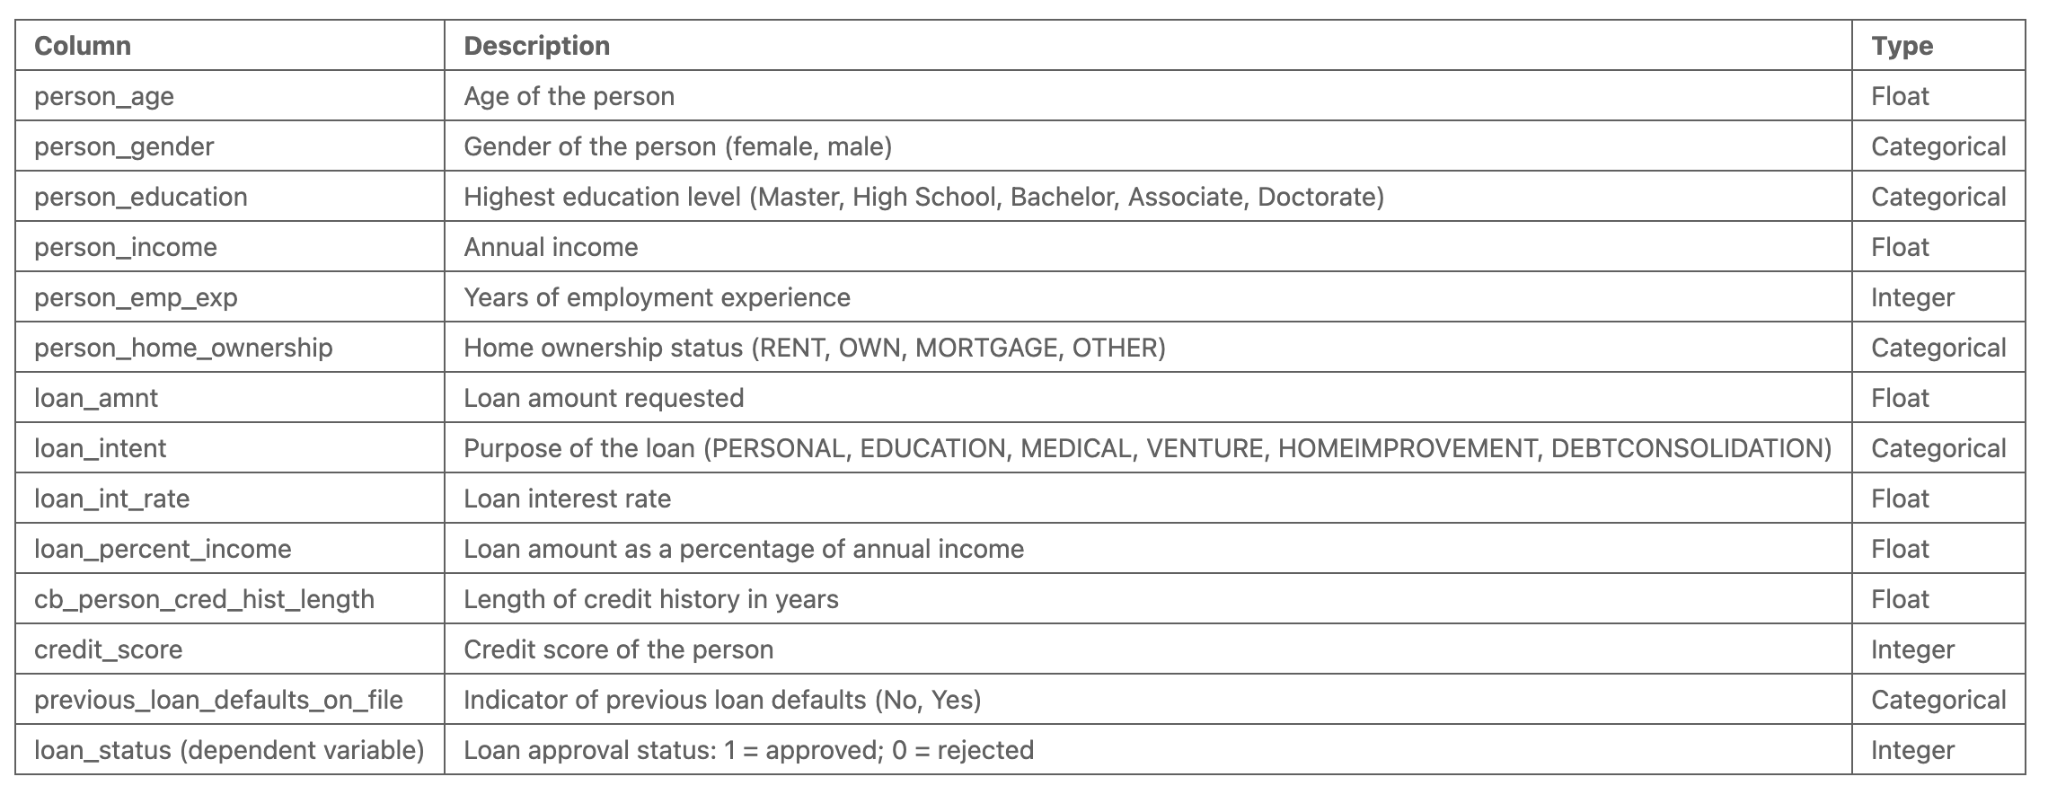 Column Description Type
person_age Age of the person Float
person_gender Gender of the person (female, male) Categorical
person_education Highest education level (Master, High School, Bachelor, Associate, Doctorate) Categorical
person_income Annual income Float
person_emp_exp Years of employment experience Integer
person_home_ownership Home ownership status (RENT, OWN, MORTGAGE, OTHER) Categorical
loan_amnt Loan amount requested Float
loan_intent Purpose of the loan (PERSONAL, EDUCATION, MEDICAL, VENTURE, HOMEIMPROVEMENT, DEBTCONSOLIDATION) Categorical
loan_int_rate Loan interest rate Float
loan_percent_income Loan amount as a percentage of annual income Float
cb_person_cred_hist_length Length of credit history in years Float
credit_score Credit score of the person Integer
previous_loan_defaults_on_file Indicator of previous loan defaults (No, Yes) Categorical
loan_status (dependent variable) Loan approval status: 1 = approved; 0 = rejected Integer